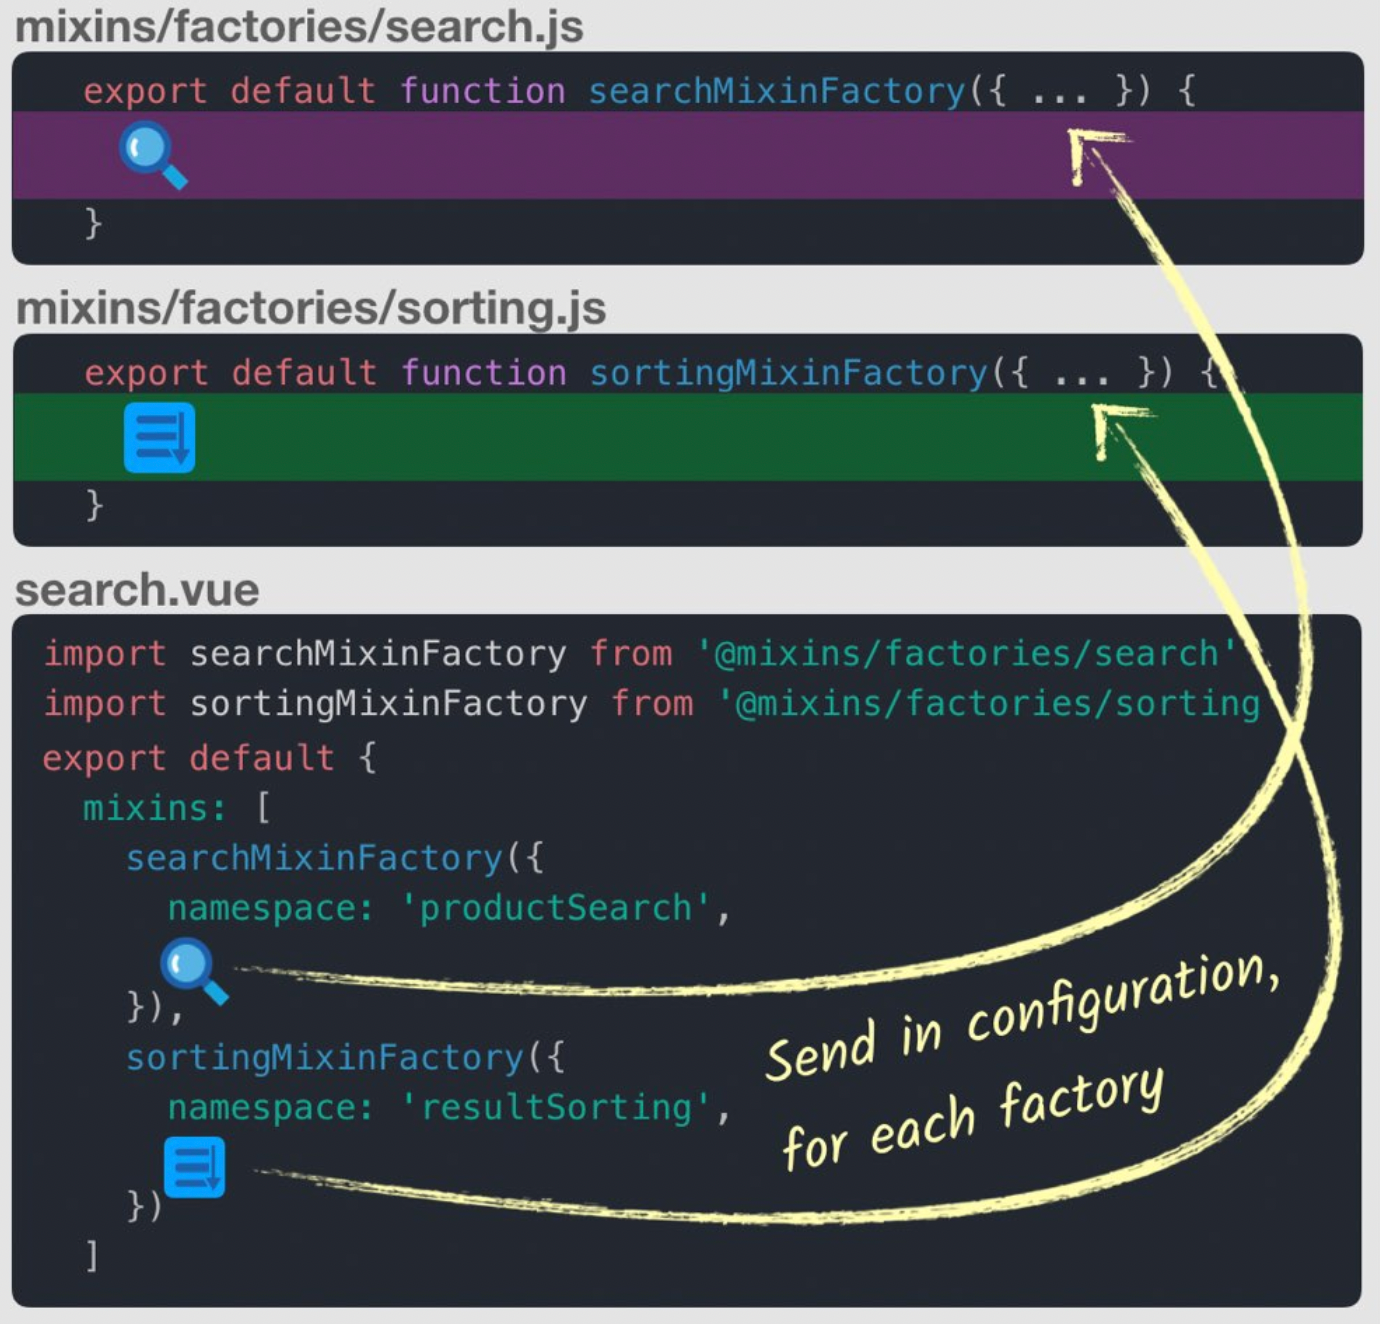 mixins/factories/search.js
export default function searchMixinFactory({ ... }) {
}
mixins/factories/sorting.js
export default function sortingMixinFactory({ ... }) {
}
search.vue
import searchMixinFactory from '@mixins/factories/search'
import sortingMixinFactory from '@mixins/factories/sorting
export default {
mixins: [
searchMixinFactory({
namespace: 'productSearch',
}),
sortingMixinFactory({
namespace: 'resultSorting',
})
]
Send in configuration,
for each factory